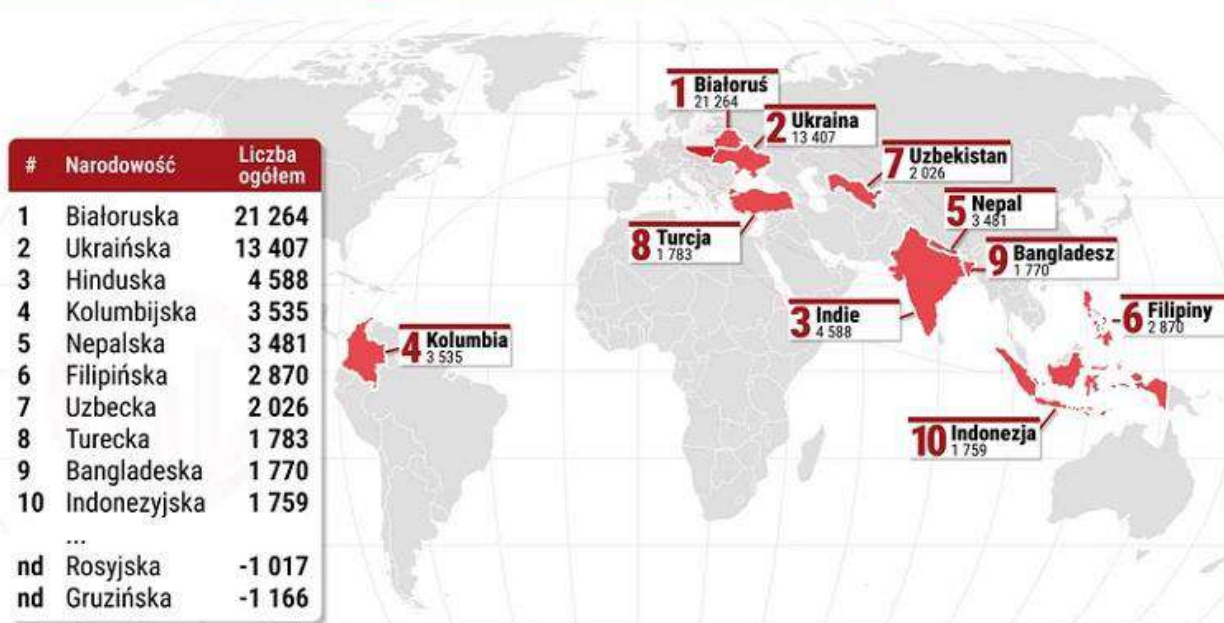 # Narodowość Liczba ogółem
1 Białoruska 21 264
2 Ukraińska 13 407
3 Hinduska 4 588
4 Kolumbijska 3 535
5 Nepalska 3 481
6 Filipińska 2 870
7 Uzbecka 2 026
8 Turecka 1 783
9 Bangladeska 1 770
10 Indonezyjska 1 759
...
nd Rosyjska -1 017
nd Gruzińska -1 166
1 Białoruś
21 264
2 Ukraina
13 407
7 Uzbekistan
2 026
5 Nepal
3 481
8 Turcja
1 783
9 Bangladesz
1 770
3 Indie
4 588
6 Filipiny
2 870
4 Kolumbia
3 535
10 Indonezja
1 759